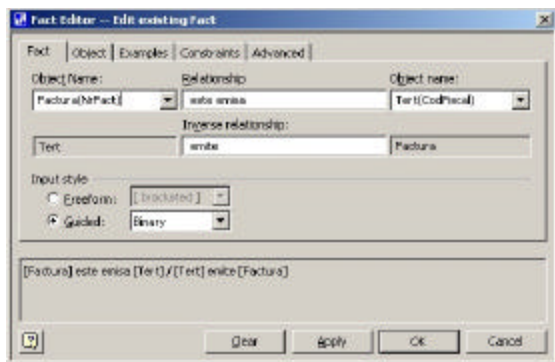 Fact Editor -- Edit existing Fact
Fact Object Examples Constraints Advanced
Object Name: Relationship Object name:
Factura(NrFact) este emisa Tert(CodFiscal)
Inverse relationship:
Tert emite Factura
Input style
Freeform: [ bracketed ]
Guided: Binary
[Factura] este emisa [Tert] / [Tert] emite [Factura]
Clear Apply OK Cancel